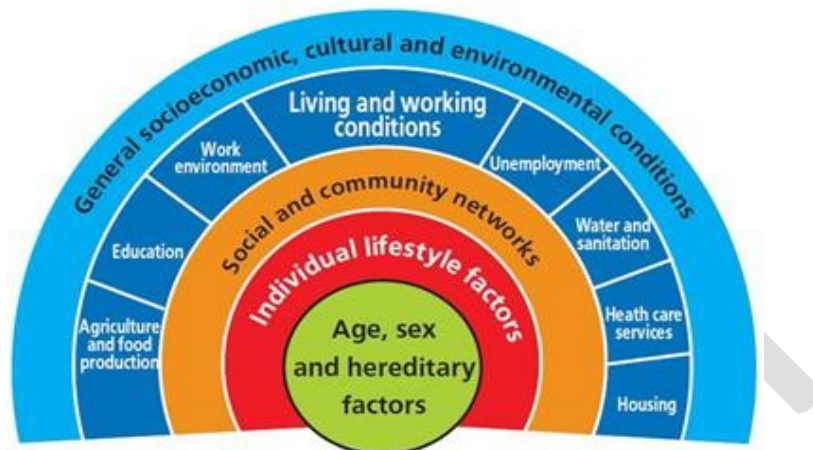 General socioeconomic, cultural and environmental conditions
Living and working
conditions
Work
environment
Unemployment
Education
Water and
sanitation
Agriculture
and food
production
Heath care
services
Housing
Social and community networks
Individual lifestyle factors
Age, sex
and hereditary
factors